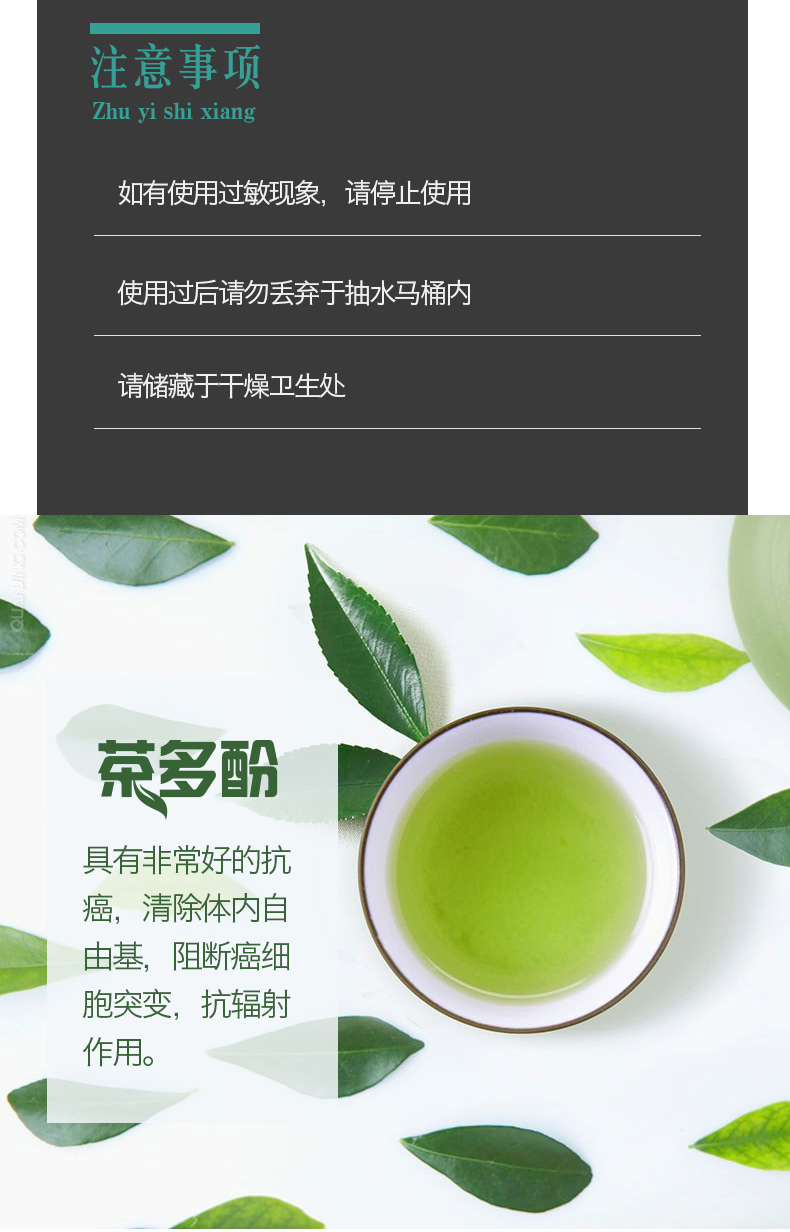 注意事项
Zhu yi shi xiang
如有使用过敏现象，请停止使用
使用过后请勿丢弃于抽水马桶内
请储藏于干燥卫生处
QUANJING.COM
茶多酚
具有非常好的抗
癌，清除体内自
由基，阻断癌细
胞突变，抗辐射
作用。